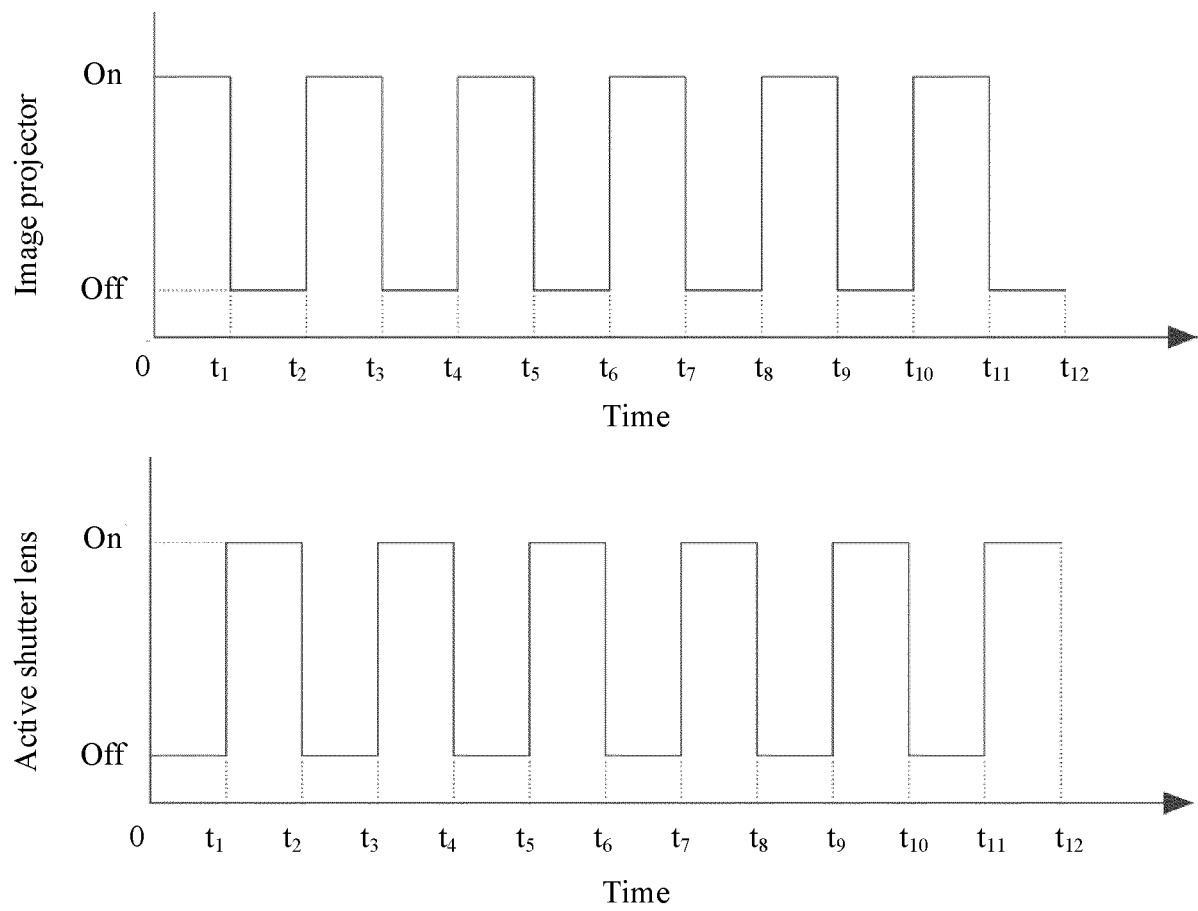 Image projector
On
Off
0 t₁ t₂ t₃ t₄ t₅ t₆ t₇ t₈ t₉ t₁₀ t₁₁ t₁₂
Time
Active shutter lens
On
Off
0 t₁ t₂ t₃ t₄ t₅ t₆ t₇ t₈ t₉ t₁₀ t₁₁ t₁₂
Time